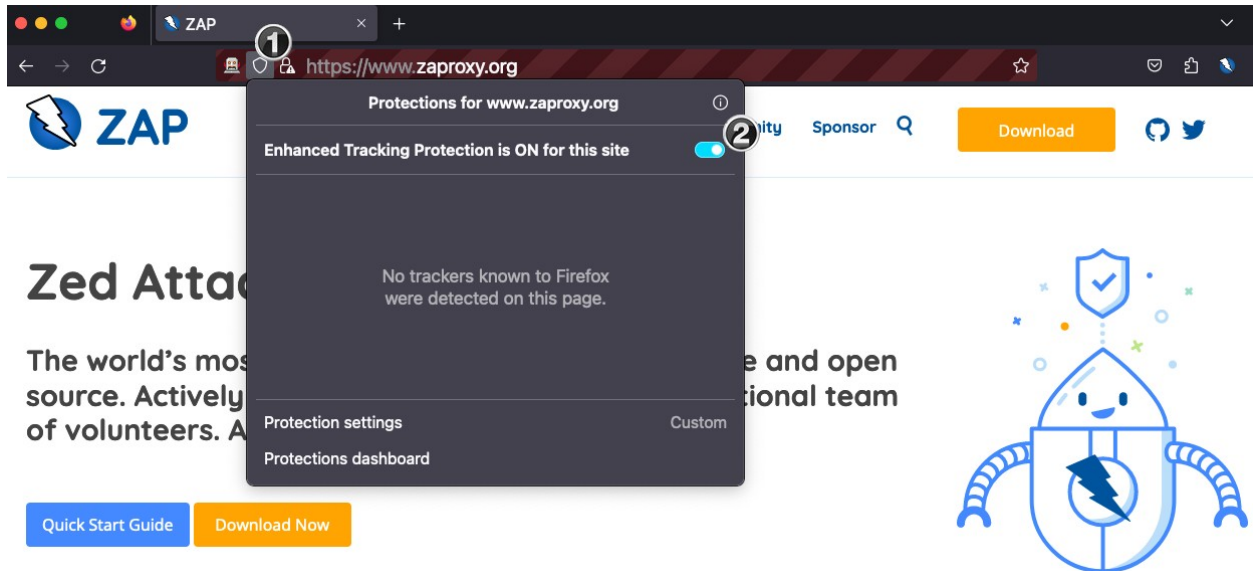 ZAP
1
https://www.zaproxy.org
Protections for www.zaproxy.org
ZAP
nity Sponsor Download
2
Enhanced Tracking Protection is ON for this site
No trackers known to Firefox
were detected on this page.
Zed Attac
The world's mos e and open
source. Actively tional team
of volunteers. A
Protection settings Custom
Protections dashboard
Quick Start Guide Download Now